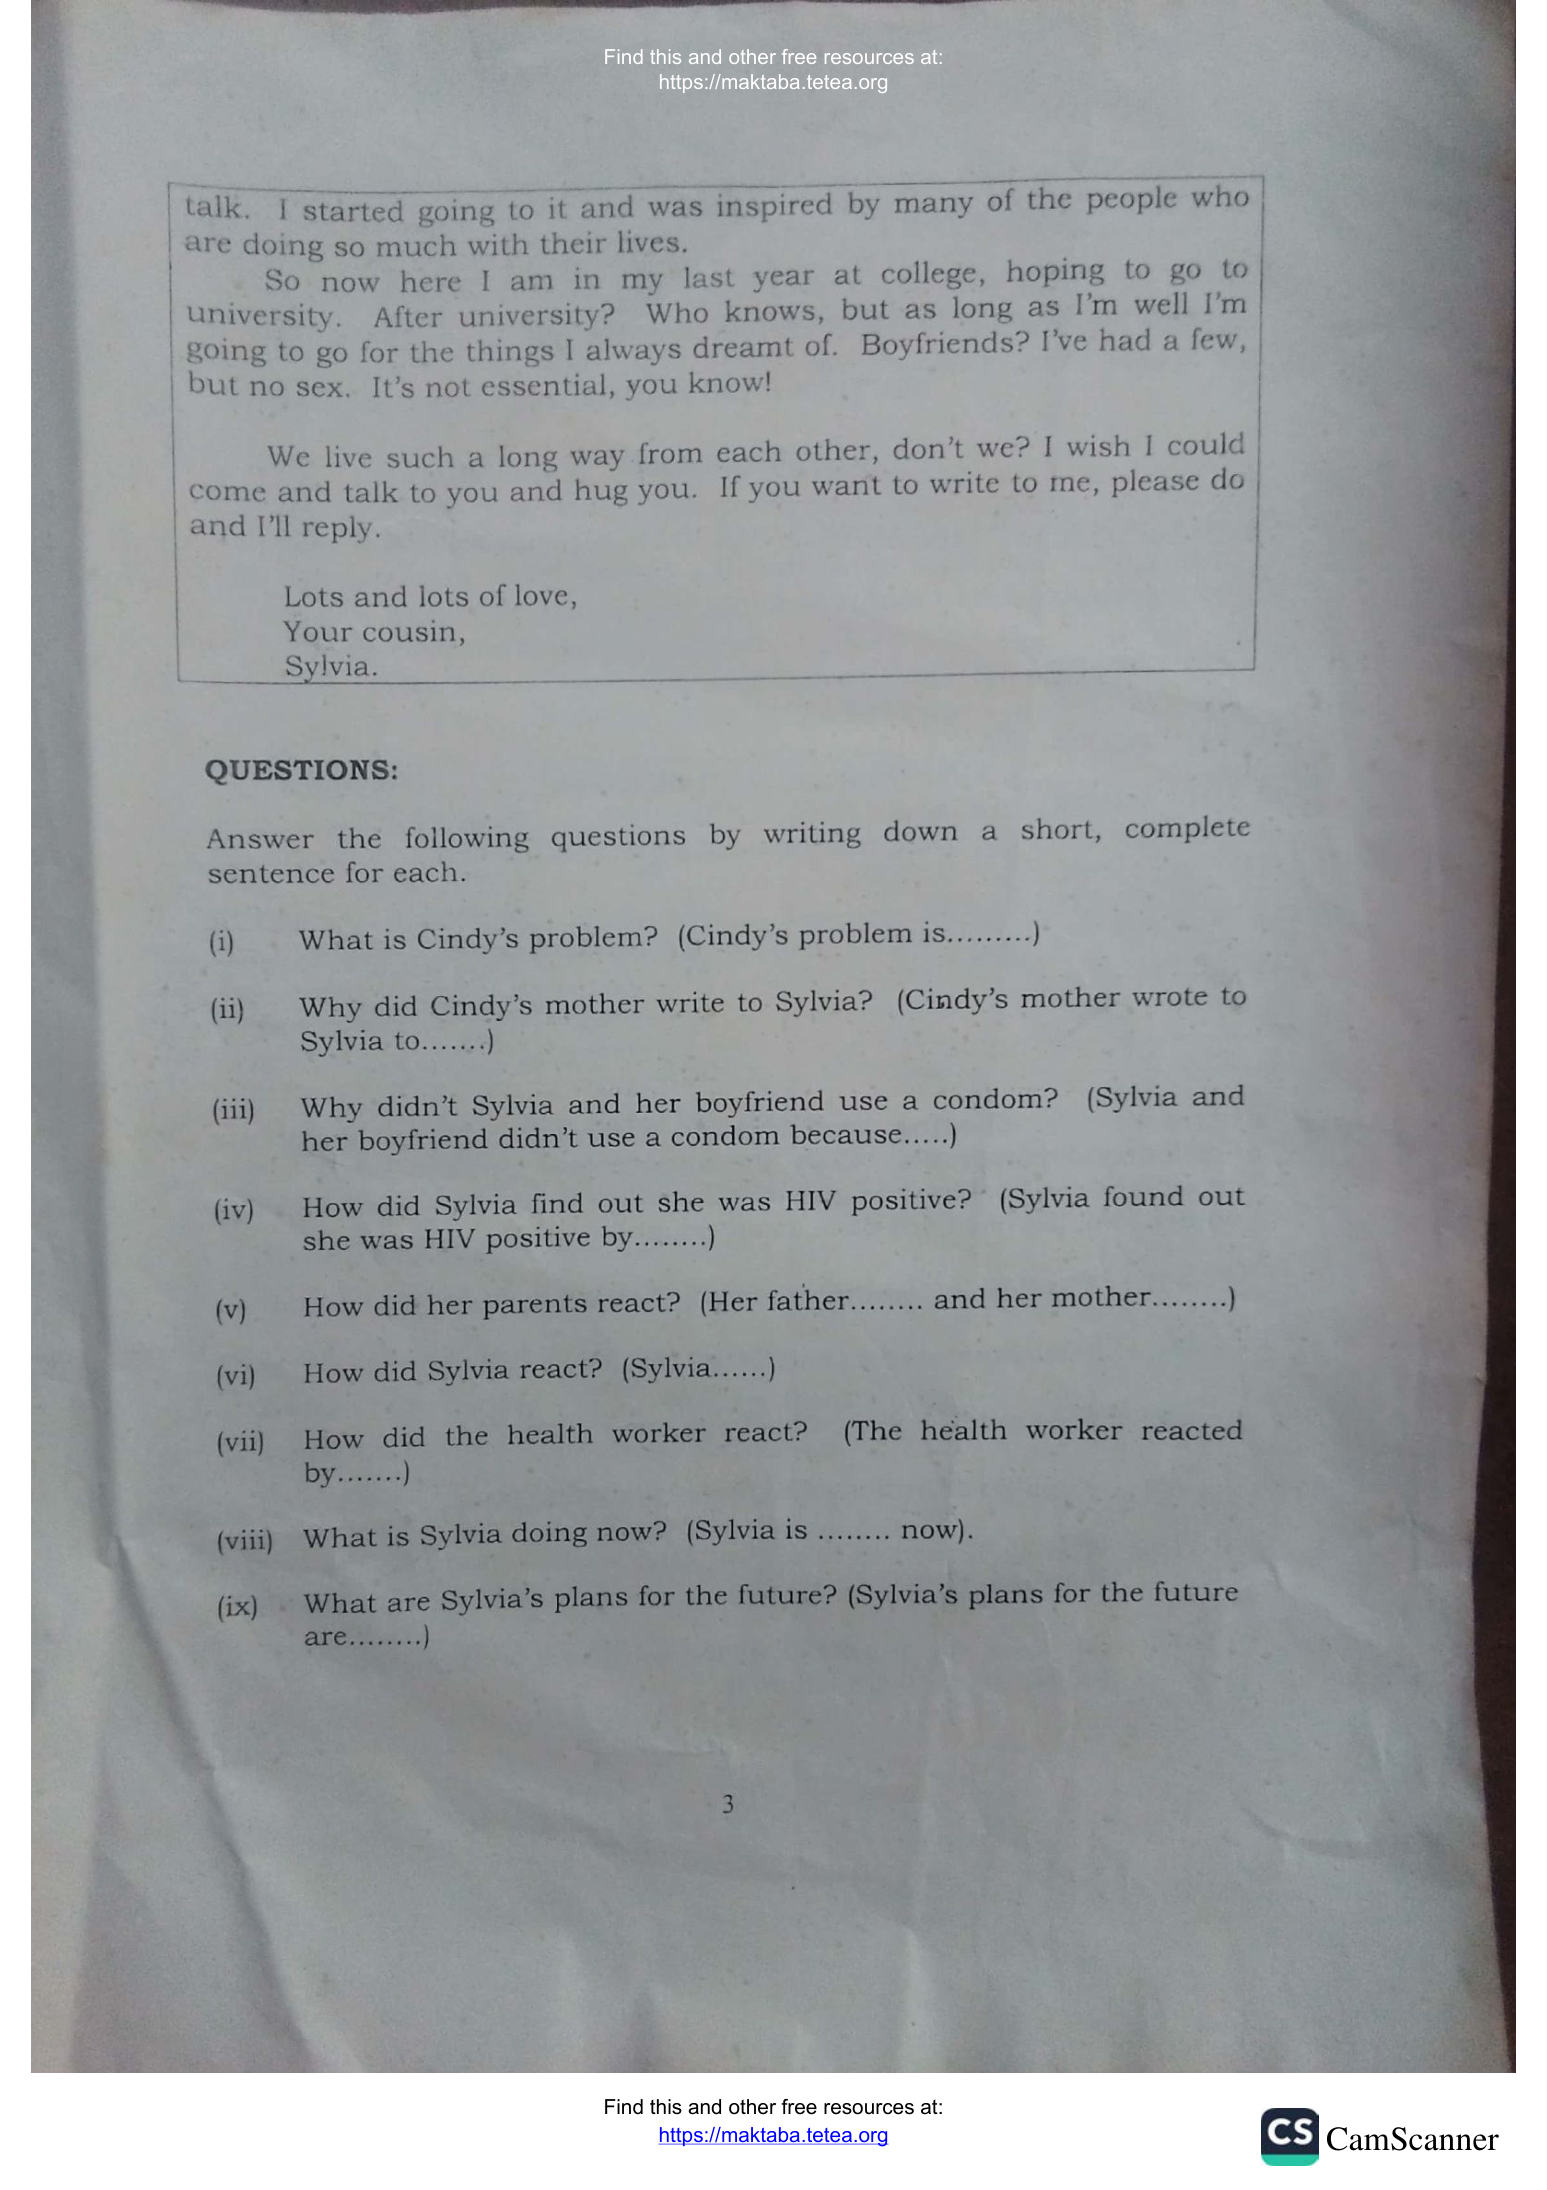 Find this and other free resources at:
https://maktaba.tetea.org
talk. I started going to it and was inspired by many of the people who
are doing so much with their lives.
So now here I am in my last year at college, hoping to go to
university. After university? Who knows, but as long as I'm well I'm
going to go for the things I always dreamt of. Boyfriends? I've had a few,
but no sex. It's not essential, you know!
We live such a long way from each other, don't we? I wish I could
come and talk to you and hug you. If you want to write to me, please do
and I'll reply.
Lots and lots of love,
Your cousin,
Sylvia.
QUESTIONS:
Answer the following questions by writing down a short, complete
sentence for each.
(i) What is Cindy's problem? (Cindy's problem is.........)
(ii) Why did Cindy's mother write to Sylvia? (Cindy's mother wrote to
Sylvia to.......)
(iii) Why didn't Sylvia and her boyfriend use a condom? (Sylvia and
her boyfriend didn't use a condom because.....)
(iv) How did Sylvia find out she was HIV positive? (Sylvia found out
she was HIV positive by........)
(v) How did her parents react? (Her father........ and her mother........)
(vi) How did Sylvia react? (Sylvia......)
(vii) How did the health worker react? (The health worker reacted
by.......)
(viii) What is Sylvia doing now? (Sylvia is ........ now).
(ix) What are Sylvia's plans for the future? (Sylvia's plans for the future
are........)
3
Find this and other free resources at:
https://maktaba.tetea.org
CS CamScanner